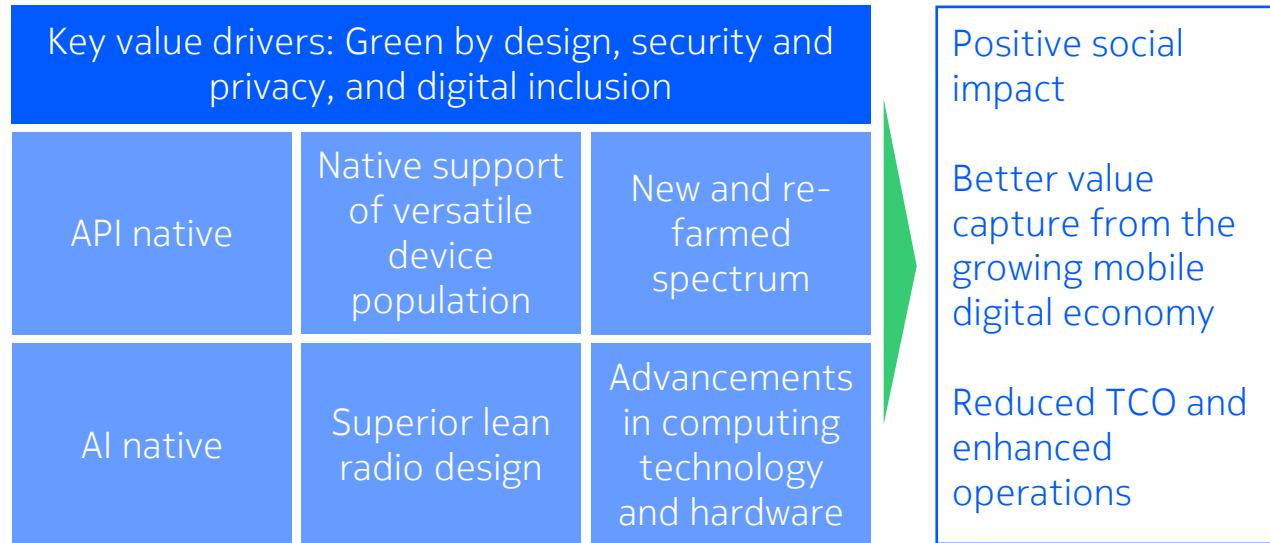 Key value drivers: Green by design, security and
privacy, and digital inclusion
API native
Native support
of versatile
device
population
New and re-
farmed
spectrum
AI native
Superior lean
radio design
Advancements
in computing
technology
and hardware
Positive social
impact
Better value
capture from the
growing mobile
digital economy
Reduced TCO and
enhanced
operations